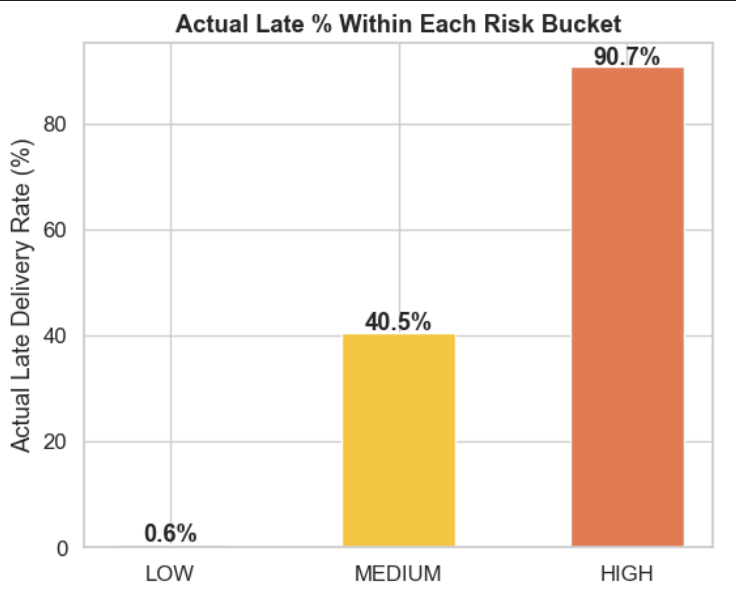 Actual Late % Within Each Risk Bucket
Actual Late Delivery Rate (%)
80
60
40
20
0
0.6%
40.5%
90.7%
LOW
MEDIUM
HIGH